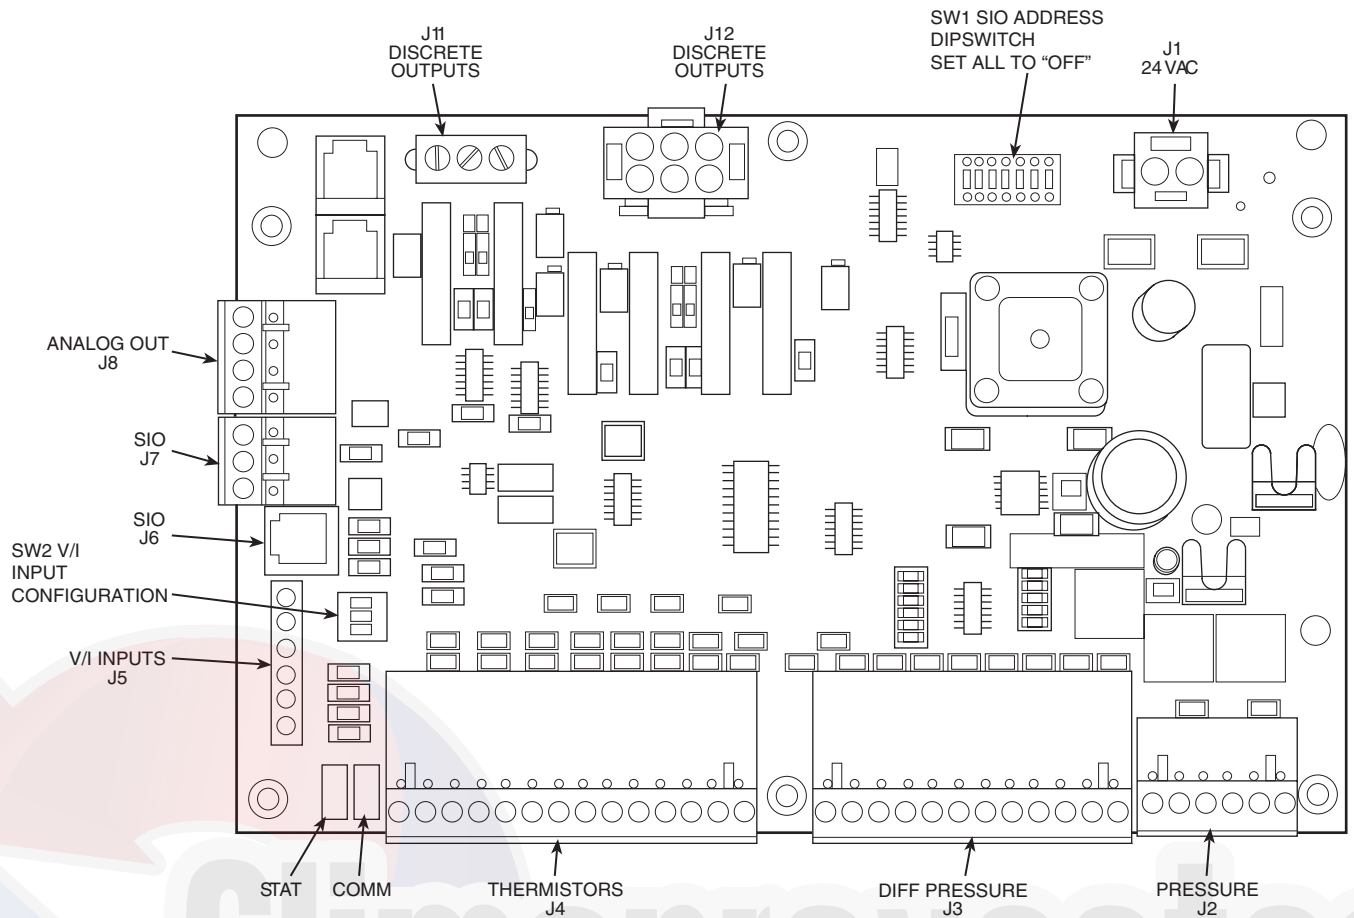 SW1 SIO ADDRESS
DIPSWITCH
SET ALL TO “OFF”
J11
DISCRETE
OUTPUTS
J12
DISCRETE
OUTPUTS
J1
24 VAC
ANALOG OUT
J8
SIO
J7
SIO
J6
SW2 V/I
INPUT
CONFIGURATION
V/I INPUTS
J5
STAT
COMM
THERMISTORS
J4
DIFF PRESSURE
J3
PRESSURE
J2